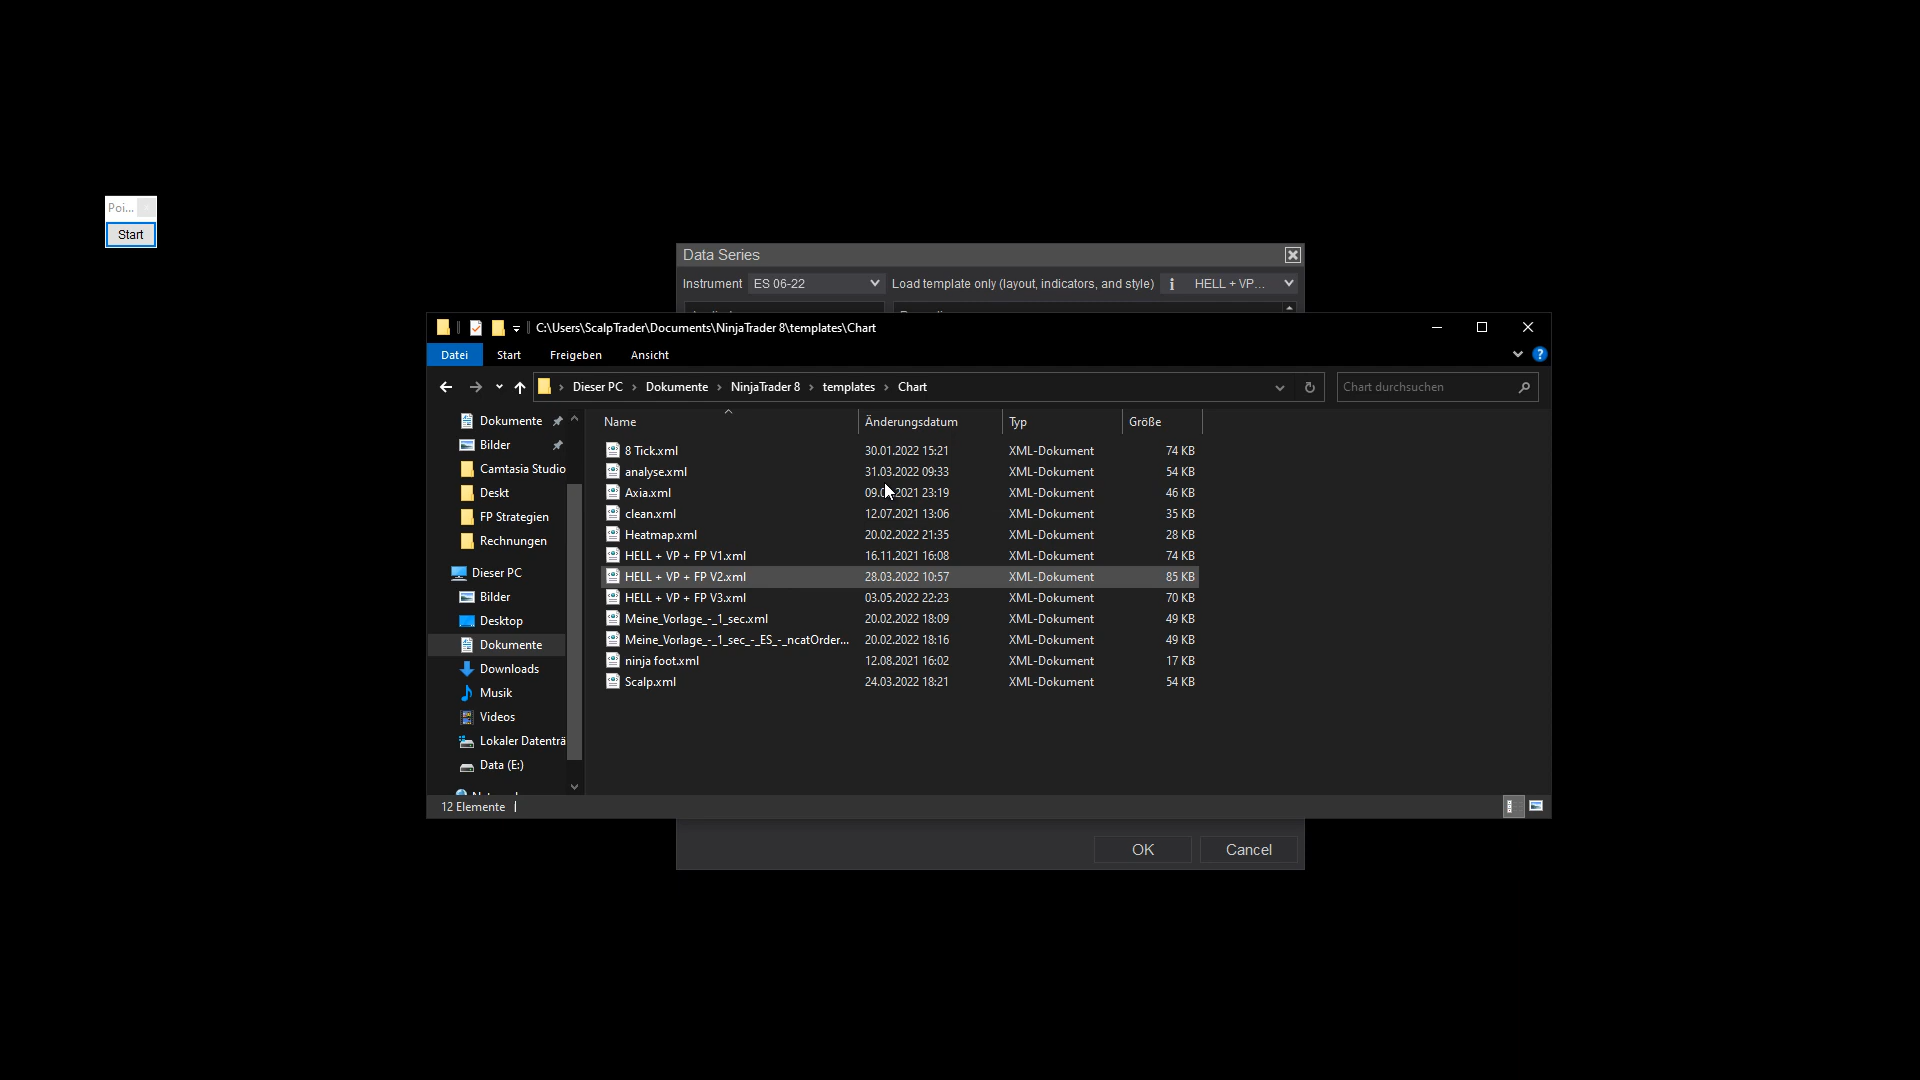 Poi...
Start
Data Series
Instrument ES 06-22 Load template only (layout, indicators, and style) HELL + VP...
C:\Users\ScalpTrader\Documents\NinjaTrader 8\templates\Chart
Datei Start Freigeben Ansicht
Dieser PC › Dokumente › NinjaTrader 8 › templates › Chart
Chart durchsuchen
Dokumente
Bilder
Camtasia Studio
Deskt
FP Strategien
Rechnungen
Dieser PC
Bilder
Desktop
Dokumente
Downloads
Musik
Videos
Lokaler Datenträ
Data (E:)
Name Änderungsdatum Typ Größe
8 Tick.xml 30.01.2022 15:21 XML-Dokument 74 KB
analyse.xml 31.03.2022 09:33 XML-Dokument 54 KB
Axia.xml 2021 23:19 XML-Dokument 46 KB
clean.xml 12.07.2021 13:06 XML-Dokument 35 KB
Heatmap.xml 20.02.2022 21:35 XML-Dokument 28 KB
HELL + VP + FP V1.xml 16.11.2021 16:08 XML-Dokument 74 KB
HELL + VP + FP V2.xml 28.03.2022 10:57 XML-Dokument 85 KB
HELL + VP + FP V3.xml 03.05.2022 22:23 XML-Dokument 70 KB
Meine_Vorlage_-_1_sec.xml 20.02.2022 18:09 XML-Dokument 49 KB
Meine_Vorlage_-_1_sec_-_ES_-_ncatOrder... 20.02.2022 18:16 XML-Dokument 49 KB
ninja foot.xml 12.08.2021 16:02 XML-Dokument 17 KB
Scalp.xml 24.03.2022 18:21 XML-Dokument 54 KB
12 Elemente
OK Cancel